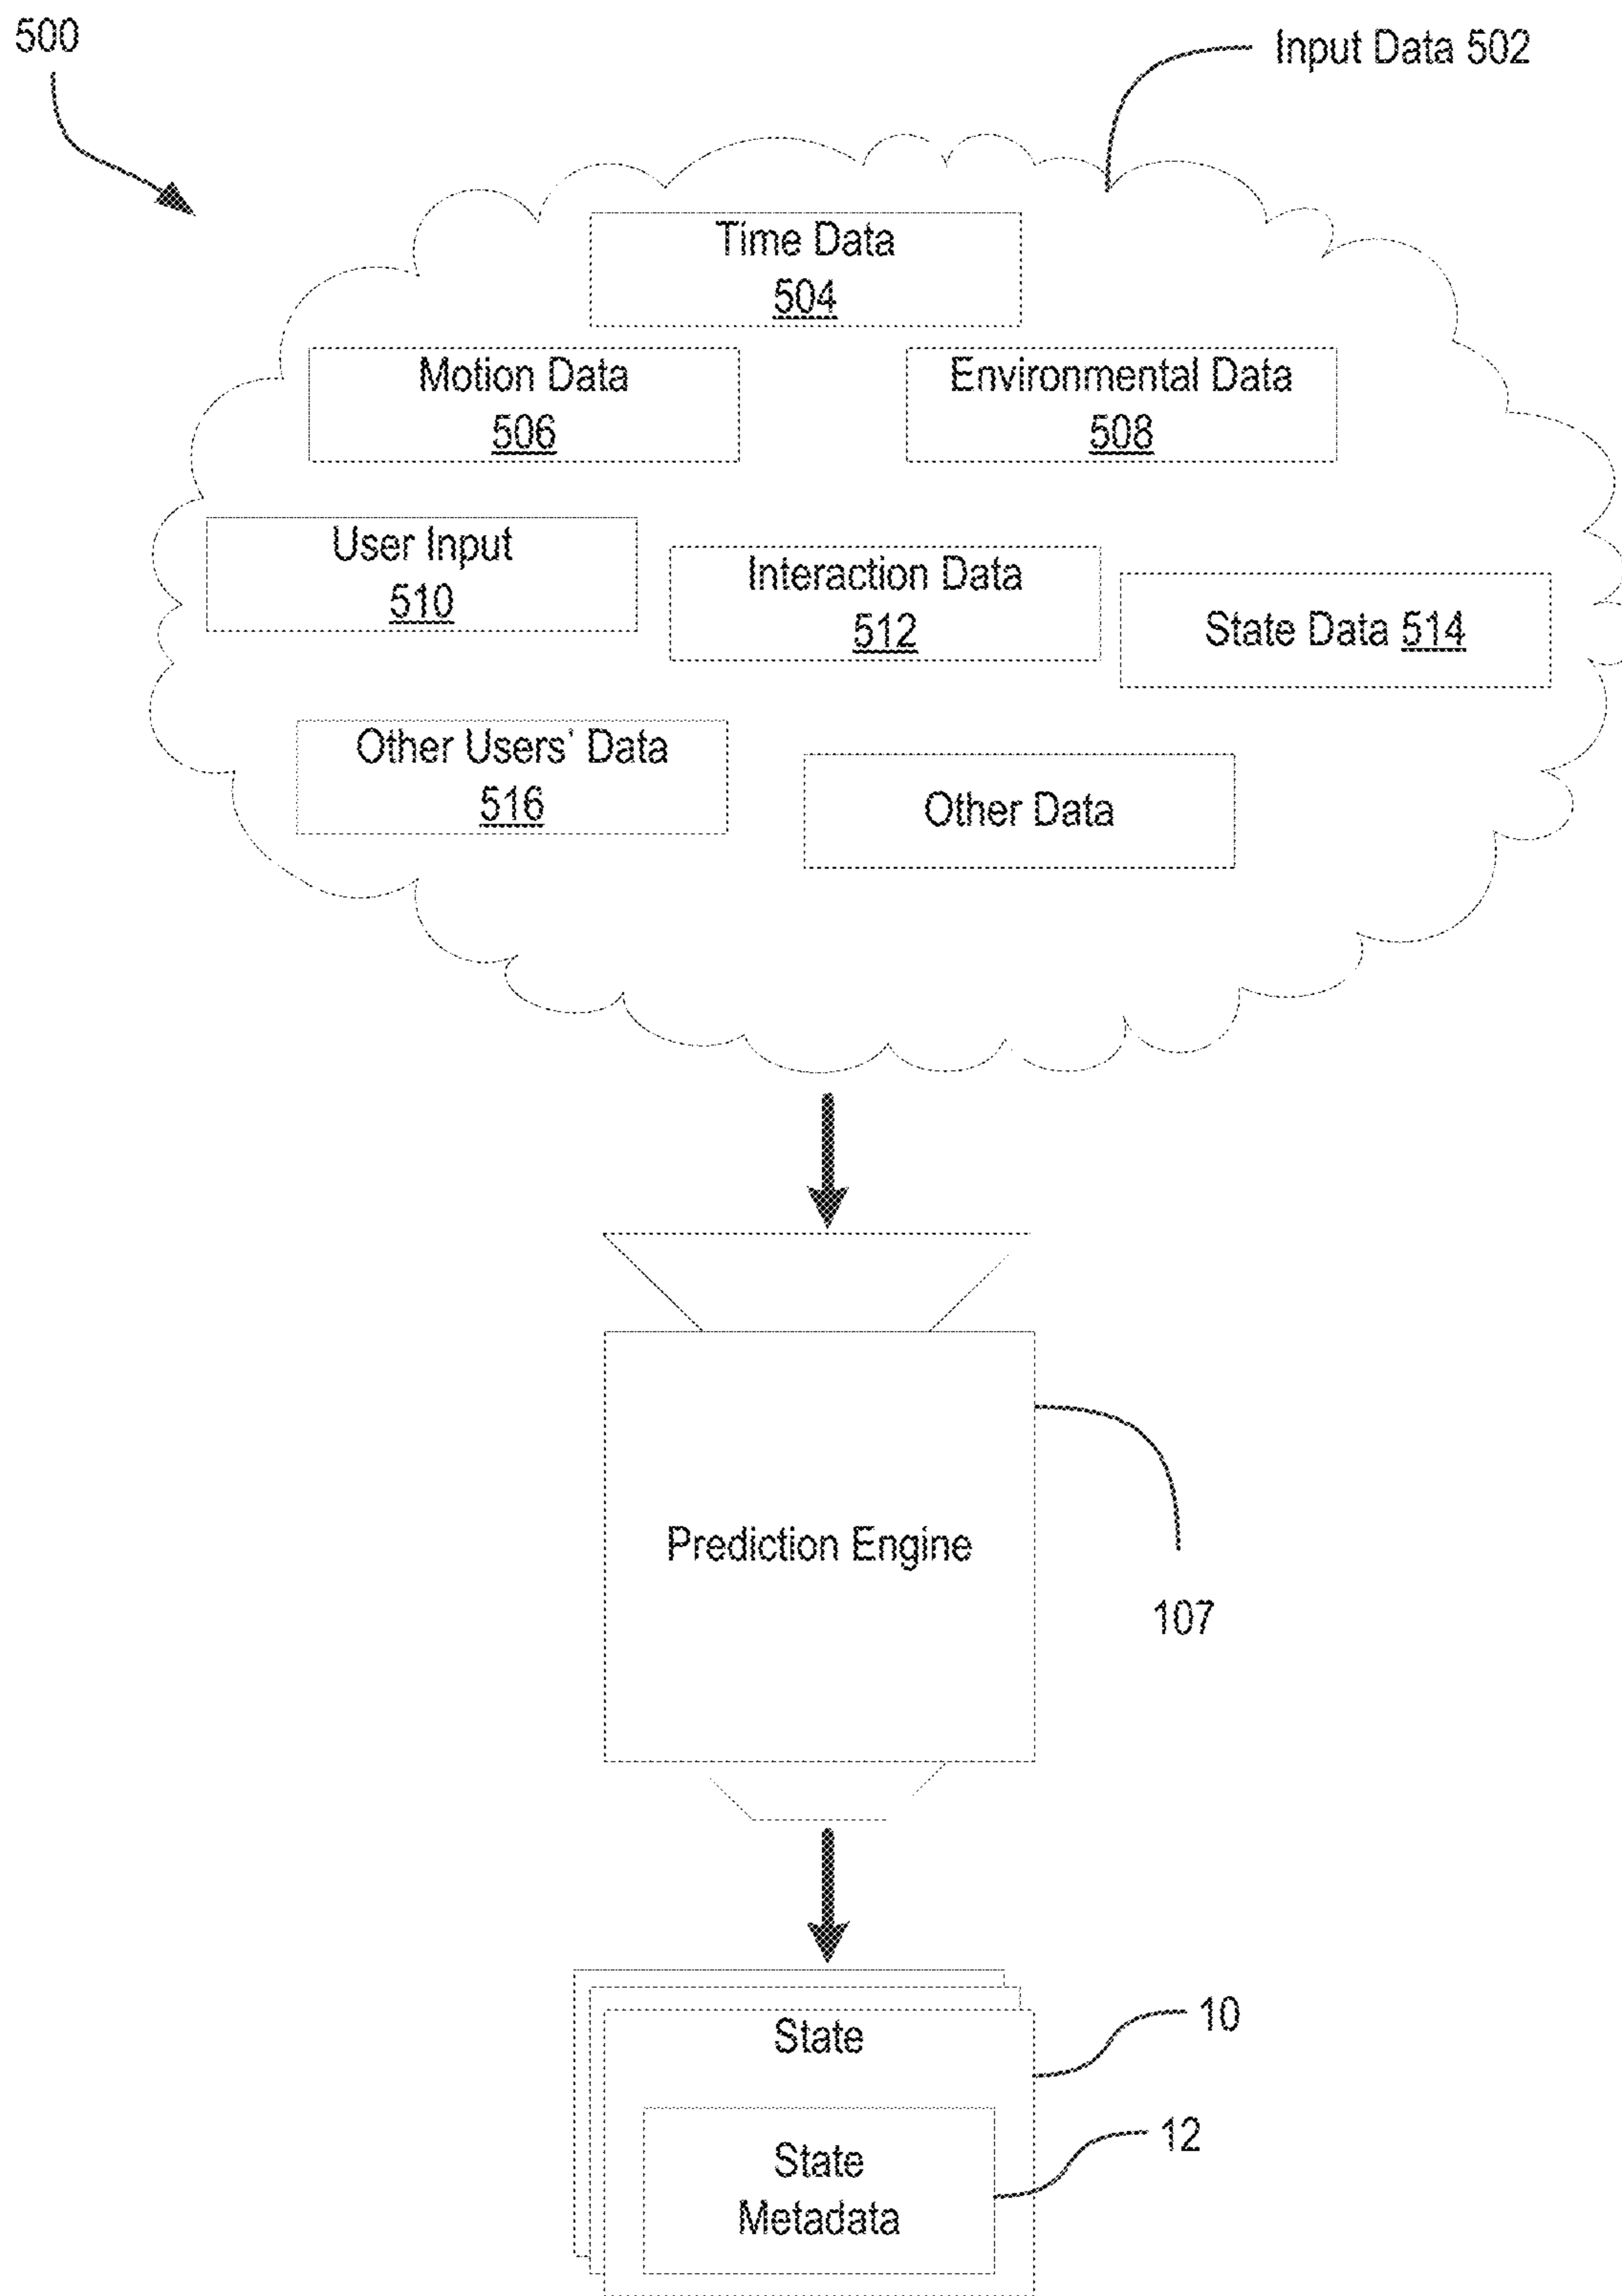 500
Input Data 502
Time Data
504
Motion Data
506
Environmental Data
508
User Input
510
Interaction Data
512
State Data 514
Other Users' Data
516
Other Data
Prediction Engine
107
State
10
State
Metadata
12